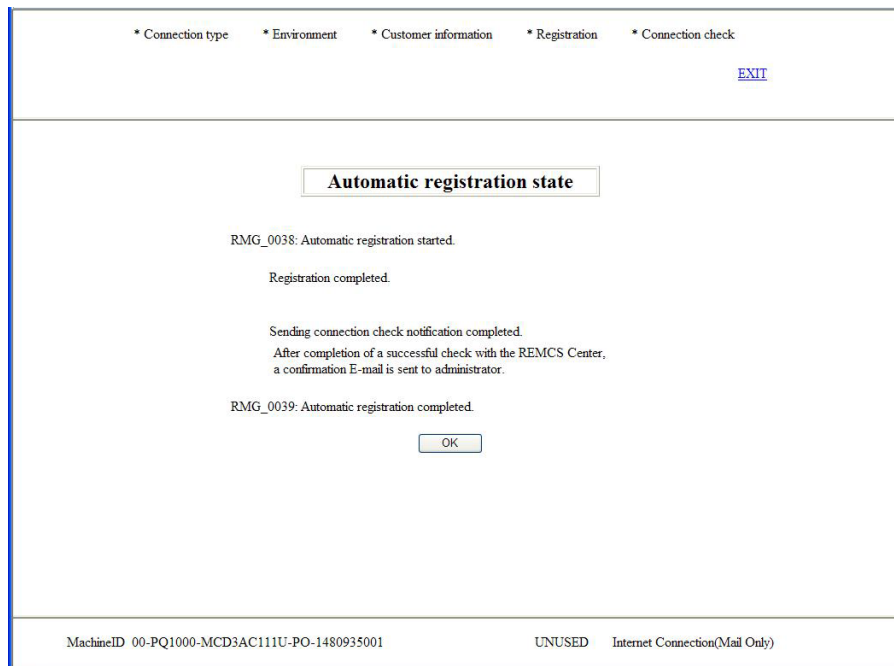 * Connection type * Environment * Customer information * Registration * Connection check
EXIT
Automatic registration state
RMG_0038: Automatic registration started.
Registration completed.
Sending connection check notification completed.
After completion of a successful check with the REMCS Center,
a confirmation E-mail is sent to administrator.
RMG_0039: Automatic registration completed.
OK
MachineID 00-PQ1000-MCD3AC111U-PO-1480935001 UNUSED Internet Connection(Mail Only)